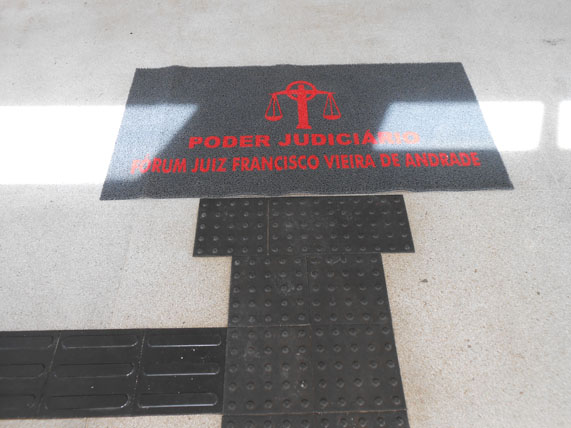 PODER JUDICIÁRIO
FÓRUM JUIZ FRANCISCO VIEIRA DE ANDRADE